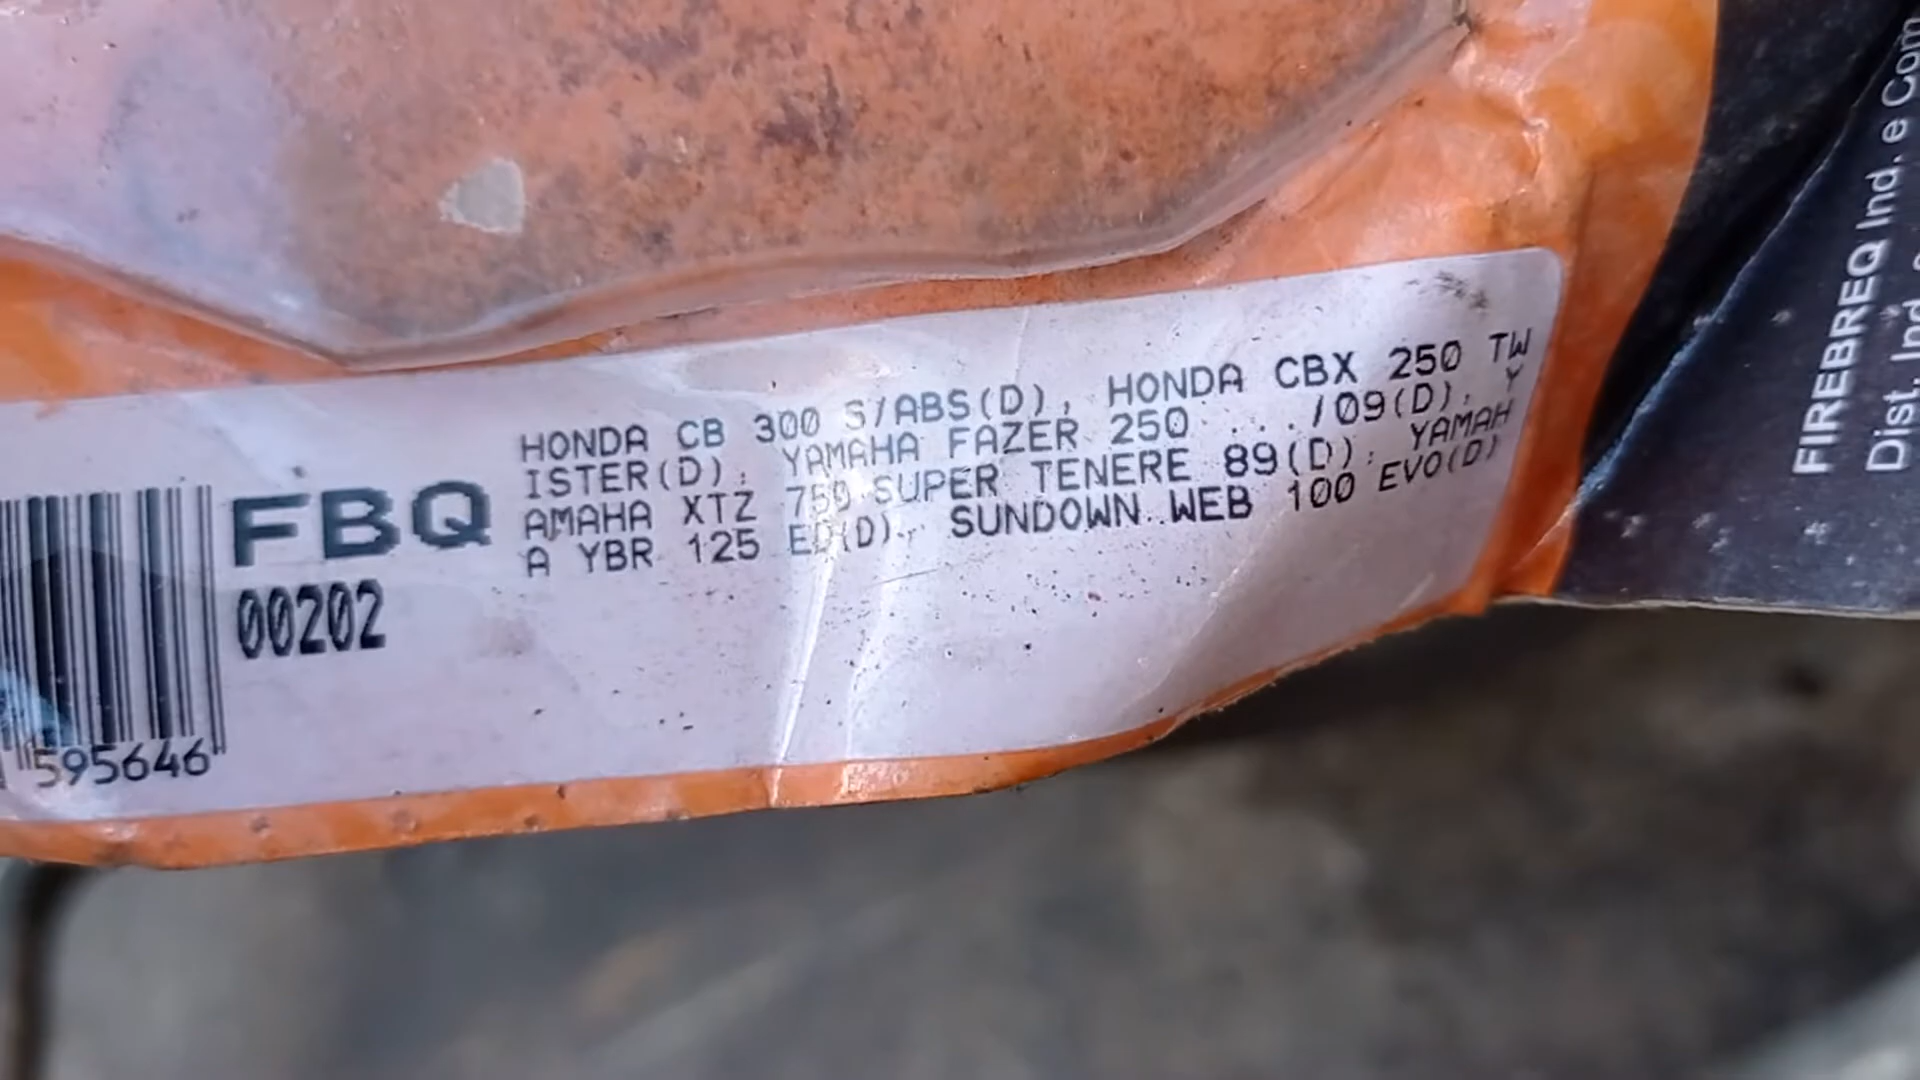 HONDA CB 300 S/ABS(D), HONDA CBX 250 TW
ISTER(D), YAMAHA FAZER 250 .../09(D), Y
AMAHA XTZ 750 SUPER TENERE 89(D), YAMAH
A YBR 125 ED(D), SUNDOWN WEB 100 EVO(D)
FBQ
00202
595646
FIREBREQ Ind. e Com
Dist. Ind.